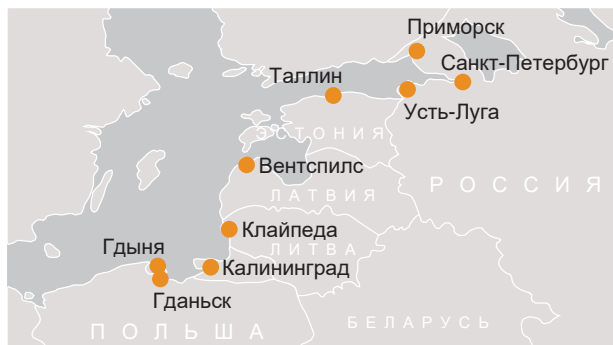 Приморск
Санкт-Петербург
Таллин
Усть-Луга
ЭСТОНИЯ
Вентспилс
ЛАТВИЯ
РОССИЯ
Клайпеда
ЛИТВА
Гдыня
Калининград
Гданьск
ПОЛЬША
БЕЛАРУСЬ